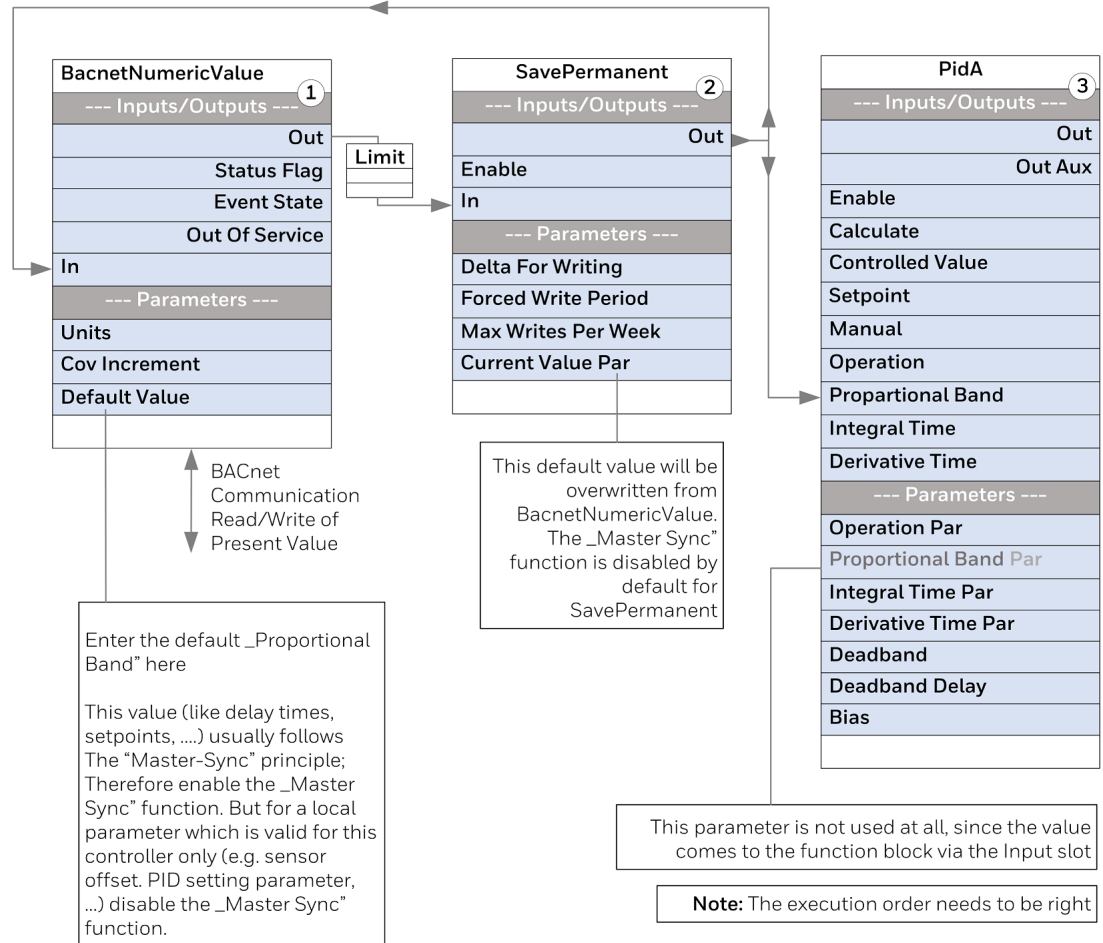 BacnetNumericValue
1
--- Inputs/Outputs ---
Out
Status Flag
Event State
Out Of Service
In
--- Parameters ---
Units
Cov Increment
Default Value
BACnet
Communication
Read/Write of
Present Value
Enter the default _Proportional
Band” here
This value (like delay times,
setpoints, ....) usually follows
The “Master-Sync” principle;
Therefore enable the _Master
Sync” function. But for a local
parameter which is valid for this
controller only (e.g. sensor
offset. PID setting parameter,
...) disable the _Master Sync”
function.
Limit
SavePermanent
2
--- Inputs/Outputs ---
Out
Enable
In
--- Parameters ---
Delta For Writing
Forced Write Period
Max Writes Per Week
Current Value Par
This default value will be
overwritten from
BacnetNumericValue.
The _Master Sync”
function is disabled by
default for
SavePermanent
PidA
3
--- Inputs/Outputs ---
Out
Out Aux
Enable
Calculate
Controlled Value
Setpoint
Manual
Operation
Propartional Band
Integral Time
Derivative Time
--- Parameters ---
Operation Par
Proportional Band Par
Integral Time Par
Derivative Time Par
Deadband
Deadband Delay
Bias
This parameter is not used at all, since the value
comes to the function block via the Input slot
Note: The execution order needs to be right